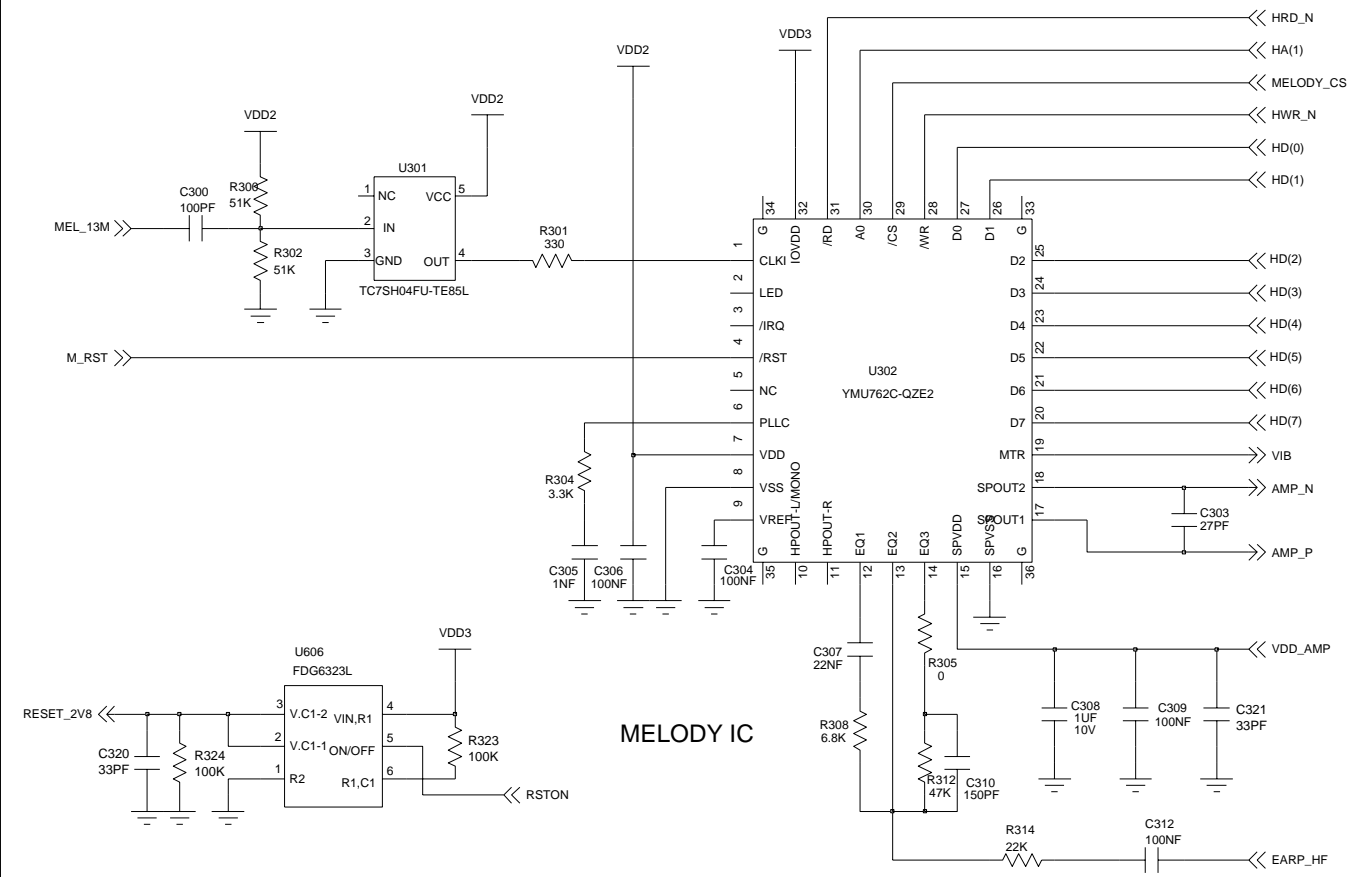 HRD_N
VDD3
HA(1)
VDD2
MELODY_CS
VDD2
HWR_N
VDD2
HD(0)
U301
HD(1)
C300
100PF
R300
51K
1 NC VCC 5
MEL_13M
2 IN
3 GND OUT 4
R302
51K
TC7SH04FU-TE85L
R301
330
34 32 31 30 29 28 27 26 33
G IOVDD /RD A0 /CS /WR D0 D1 G
1 CLKI
2 LED
3 /IRQ
4 /RST
5 NC
6 PLLC
7 VDD
8 VSS
9 VREF
M_RST
U302
YMU762C-QZE2
D2 25 HD(2)
D3 24 HD(3)
D4 23 HD(4)
D5 22 HD(5)
D6 21 HD(6)
D7 20 HD(7)
MTR 19 VIB
SPOUT2 18 AMP_N
SPOUT1 17
C303
27PF
AMP_P
G HPOUT-L/MONO HPOUT-R EQ1 EQ2 EQ3 SPVDD SPVSS G
35 10 11 12 13 14 15 16 36
R304
3.3K
C305
1NF
C306
100NF
C304
100NF
VDD3
U606
FDG6323L
RESET_2V8
3 V.C1-2 VIN,R1 4
2 V.C1-1 ON/OFF 5
1 R2 R1,C1 6
C320
33PF
R324
100K
R323
100K
RSTON
MELODY IC
C307
22NF
R305
0
VDD_AMP
R308
6.8K
R312
47K
C310
150PF
C308
1UF
10V
C309
100NF
C321
33PF
R314
22K
C312
100NF
EARP_HF